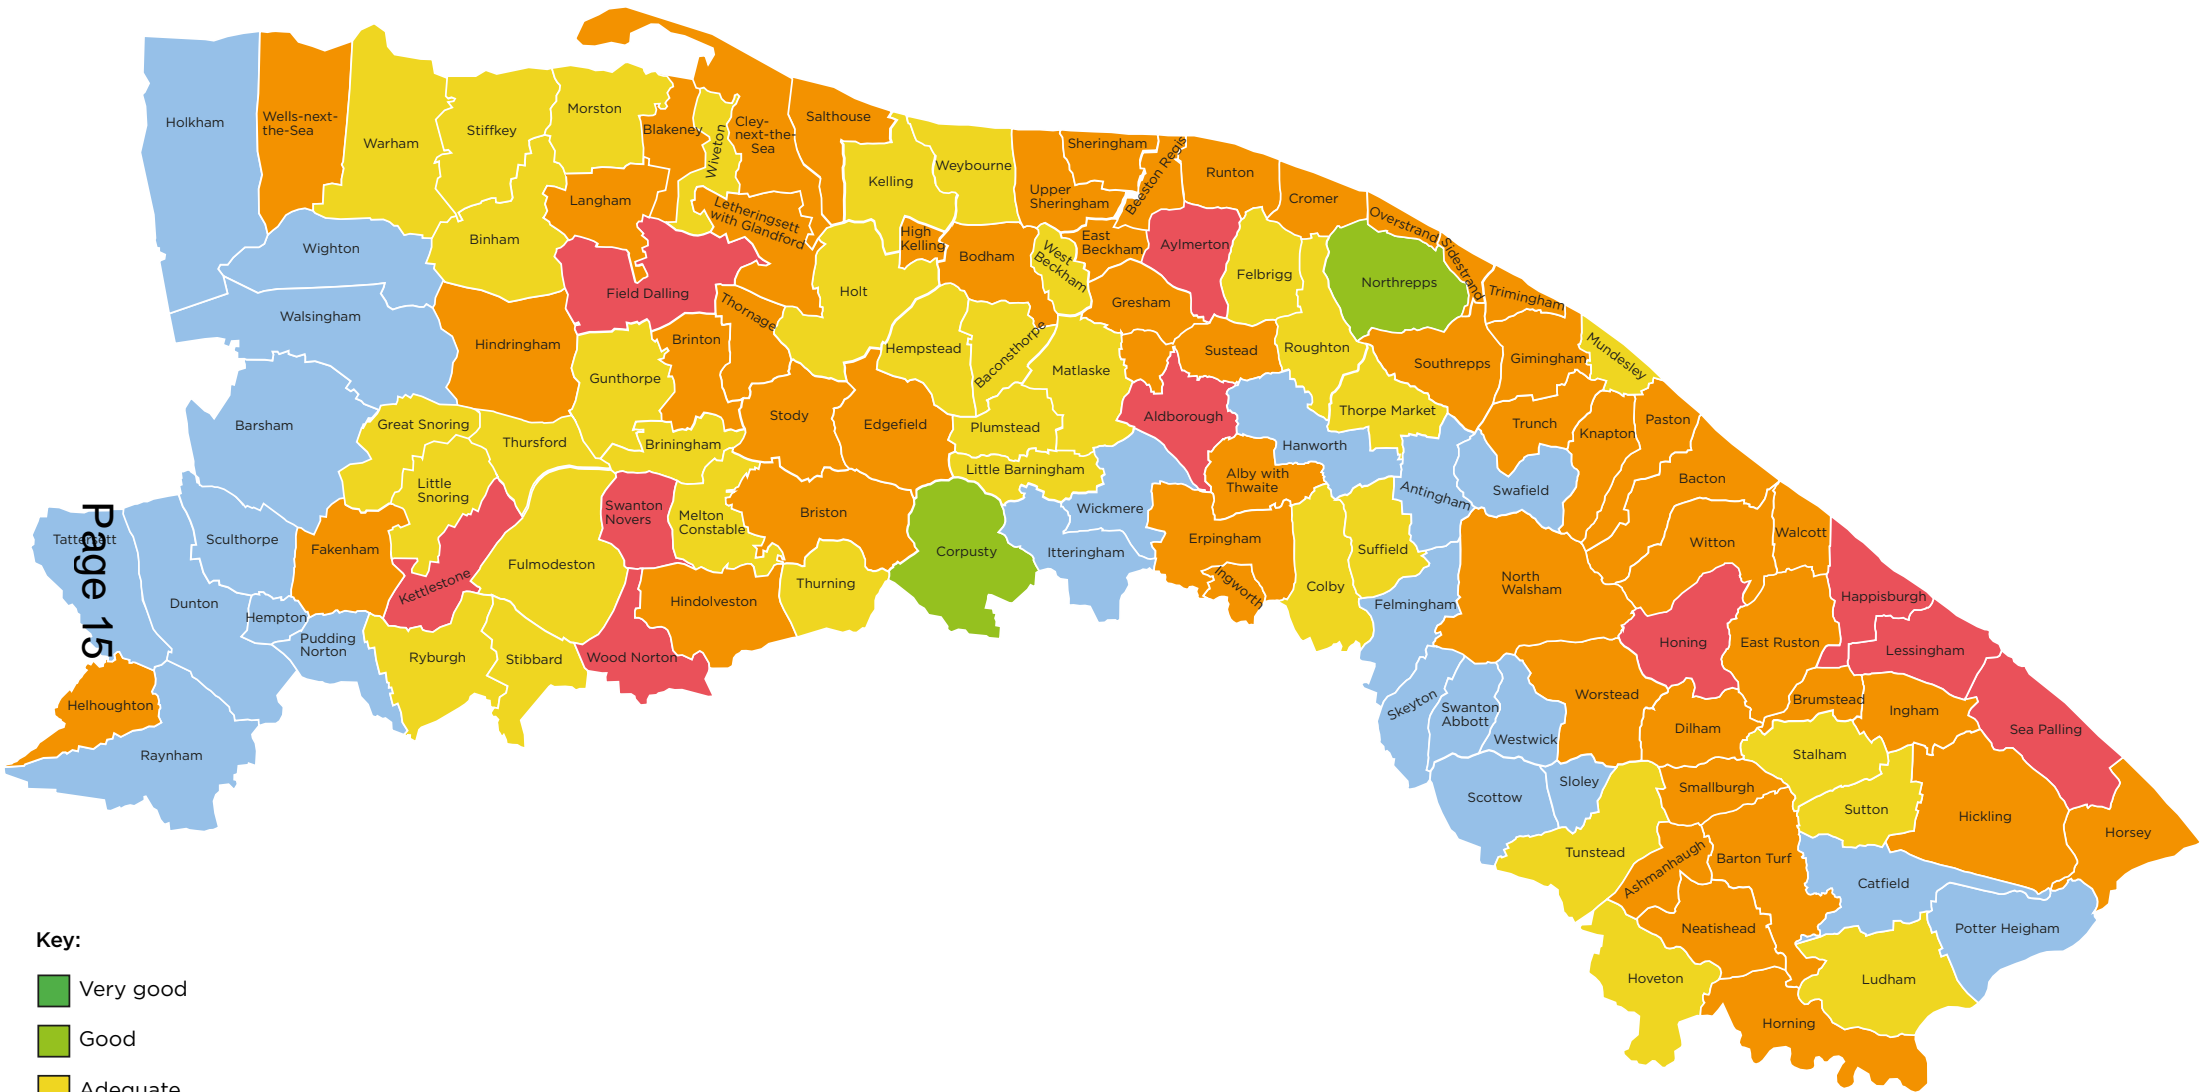 Holkham
Wells-next-
the-Sea
Warham
Stiffkey
Morston
Blakeney
Wiveton
Cley-
next-the-
Sea
Salthouse
Kelling
Weybourne
Upper
Sheringham
Sheringham
Beeston Regis
Runton
Cromer
Overstrand
Sidestrand
Trimingham
Mundesley
Langham
Letheringsett
with Glandford
High
Kelling
Bodham
West
Beckham
East
Beckham
Aylmerton
Felbrigg
Northrepps
Wighton
Binham
Field Dalling
Holt
Gresham
Walsingham
Hindringham
Thornage
Brinton
Gunthorpe
Hempstead
Baconsthorpe
Matlaske
Sustead
Roughton
Southrepps
Gimingham
Barsham
Great Snoring
Thursford
Briningham
Stody
Edgefield
Plumstead
Aldborough
Thorpe Market
Hanworth
Trunch
Knapton
Paston
Little
Snoring
Little Barningham
Alby with
Thwaite
Antingham
Swafield
Bacton
Swanton
Novers
Melton
Constable
Briston
Wickmere
Tattersett
Page 15
Sculthorpe
Fakenham
Kettlestone
Fulmodeston
Corpusty
Itteringham
Erpingham
Ingworth
Colby
Suffield
Witton
Walcott
Dunton
Hempton
Pudding
Norton
Hindolveston
Thurning
Felmingham
North
Walsham
Happisburgh
Ryburgh
Stibbard
Wood Norton
Honing
East Ruston
Lessingham
Helhoughton
Raynham
Skeyton
Swanton
Abbott
Westwick
Worstead
Dilham
Brumstead
Ingham
Sea Palling
Scottow
Sloley
Smallburgh
Stalham
Sutton
Hickling
Horsey
Tunstead
Ashmanhaugh
Barton Turf
Catfield
Neatishead
Potter Heigham
Hoveton
Ludham
Horning
Key:
Very good
Good
Adequate